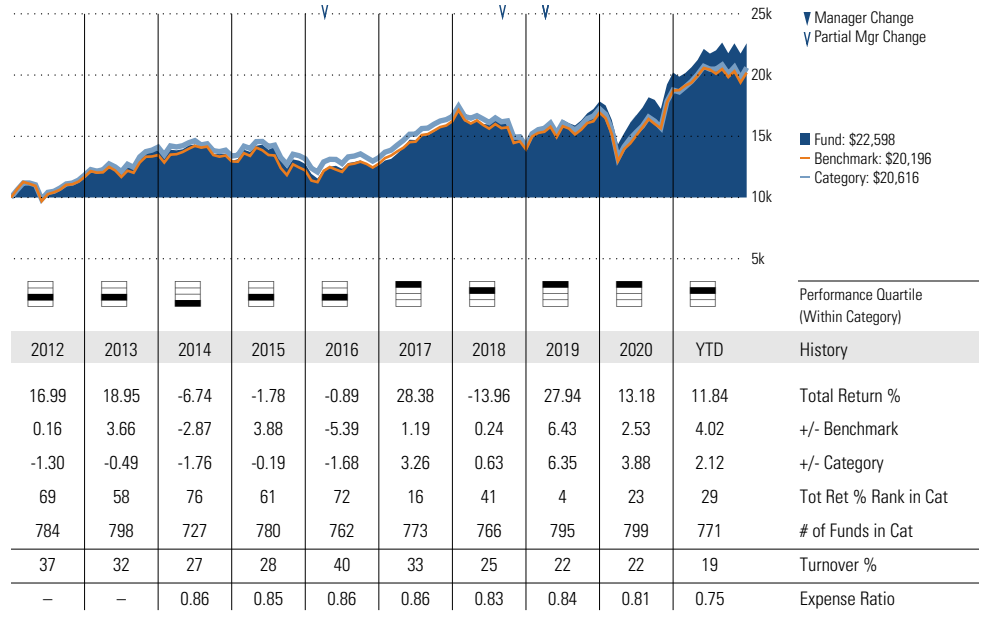 25k
20k
15k
10k
5k
Manager Change
Partial Mgr Change
Fund: $22,598
Benchmark: $20,196
Category: $20,616
Performance Quartile
(Within Category)
2012 2013 2014 2015 2016 2017 2018 2019 2020 YTD History
16.99 18.95 -6.74 -1.78 -0.89 28.38 -13.96 27.94 13.18 11.84 Total Return %
0.16 3.66 -2.87 3.88 -5.39 1.19 0.24 6.43 2.53 4.02 +/- Benchmark
-1.30 -0.49 -1.76 -0.19 -1.68 3.26 0.63 6.35 3.88 2.12 +/- Category
69 58 76 61 72 16 41 4 23 29 Tot Ret % Rank in Cat
784 798 727 780 762 773 766 795 799 771 # of Funds in Cat
37 32 27 28 40 33 25 22 22 19 Turnover %
– – 0.86 0.85 0.86 0.86 0.83 0.84 0.81 0.75 Expense Ratio